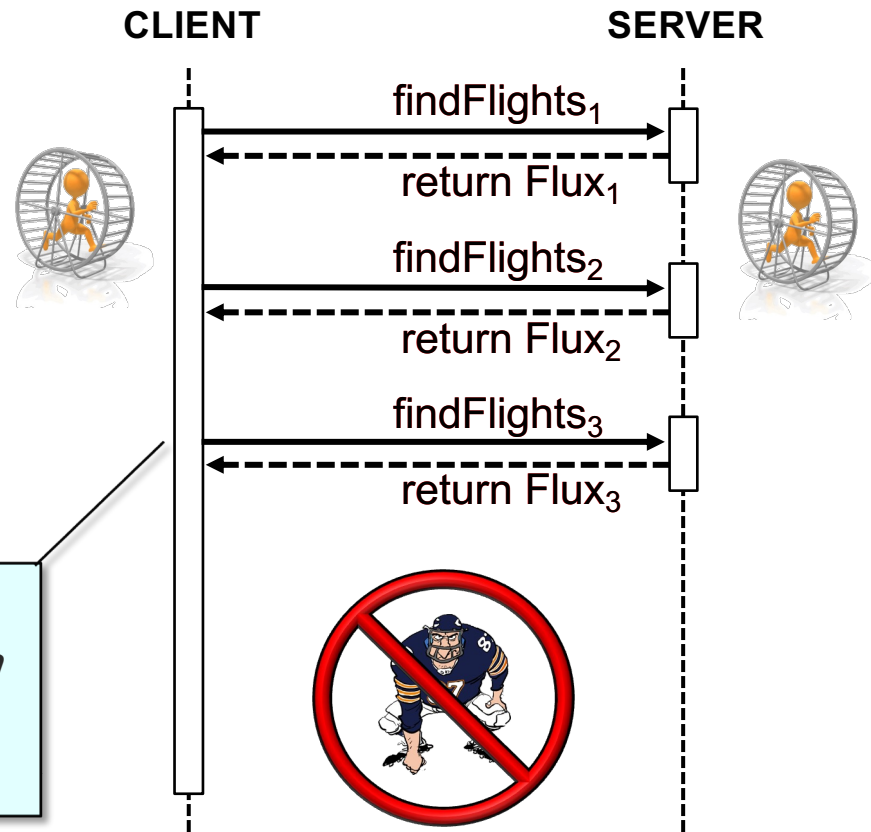 CLIENT SERVER
findFlights₁
return Flux₁
findFlights₂
return Flux₂
findFlights₃
return Flux₃